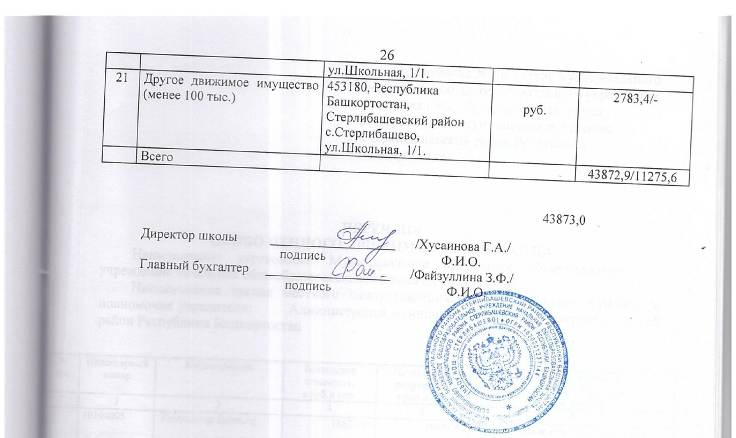 26
ул.Школьная, 1/1.
21 Другое движимое имущество (менее 100 тыс.) 453180, Республика Башкортостан, Стерлибашевский район с.Стерлибашево, ул.Школьная, 1/1. руб. 2783,4/-
Всего 43872,9/11275,6
43873,0
Директор школы /Хусаинова Г.А./
подпись Ф.И.О.
Главный бухгалтер /Файзуллина З.Ф./
подпись Ф.И.О.